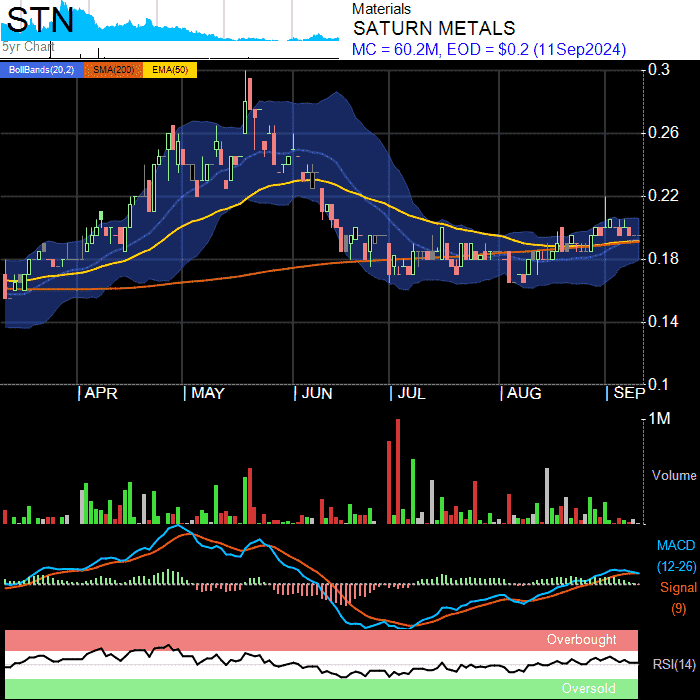 STN
5yr Chart
Materials
SATURN METALS
MC = 60.2M, EOD = $0.2 (11Sep2024)
BollBands(20,2) SMA(200) EMA(50)
0.3
0.26
0.22
0.18
0.14
0.1
APR MAY JUN JUL AUG SEP
1M
Volume
MACD
(12-26)
Signal
(9)
Overbought
RSI(14)
Oversold